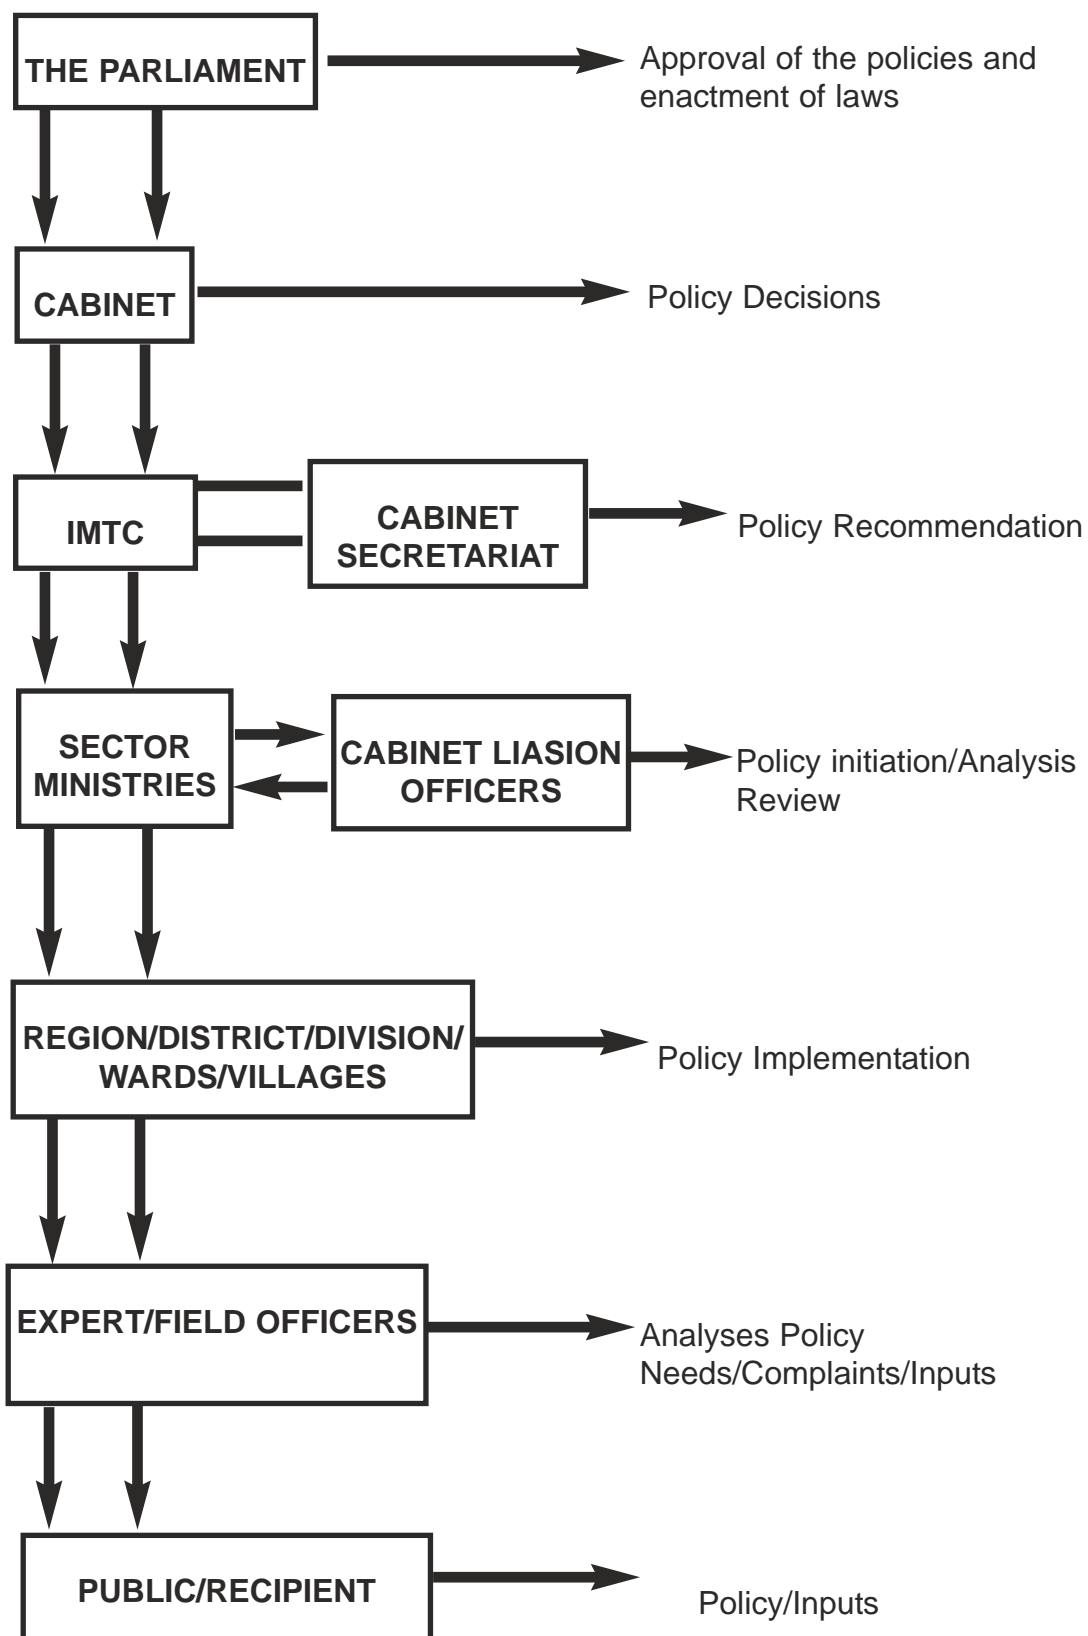 THE PARLIAMENT
Approval of the policies and
enactment of laws
CABINET
Policy Decisions
IMTC
CABINET
SECRETARIAT
Policy Recommendation
SECTOR
MINISTRIES
CABINET LIASION
OFFICERS
Policy initiation/Analysis
Review
REGION/DISTRICT/DIVISION/
WARDS/VILLAGES
Policy Implementation
EXPERT/FIELD OFFICERS
Analyses Policy
Needs/Complaints/Inputs
PUBLIC/RECIPIENT
Policy/Inputs